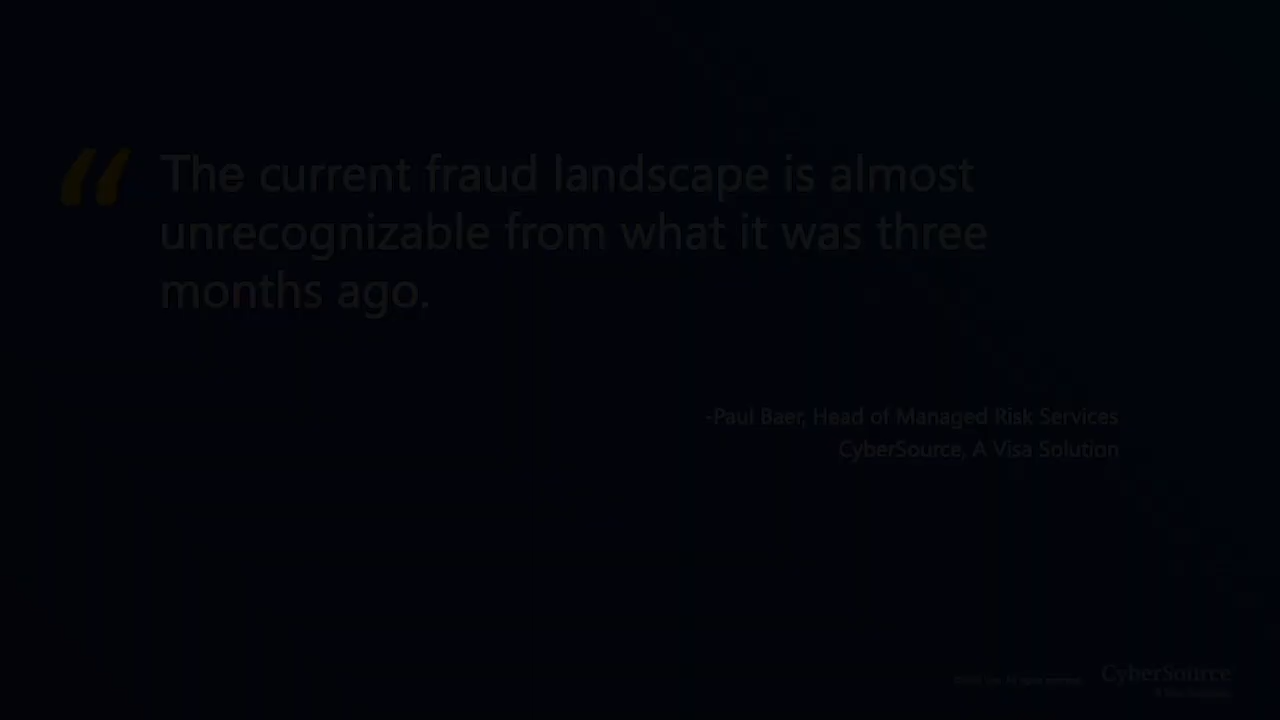 “ The current fraud landscape is almost
unrecognizable from what it was three
months ago.
-Paul Baer, Head of Managed Risk Services
CyberSource, A Visa Solution
CyberSource